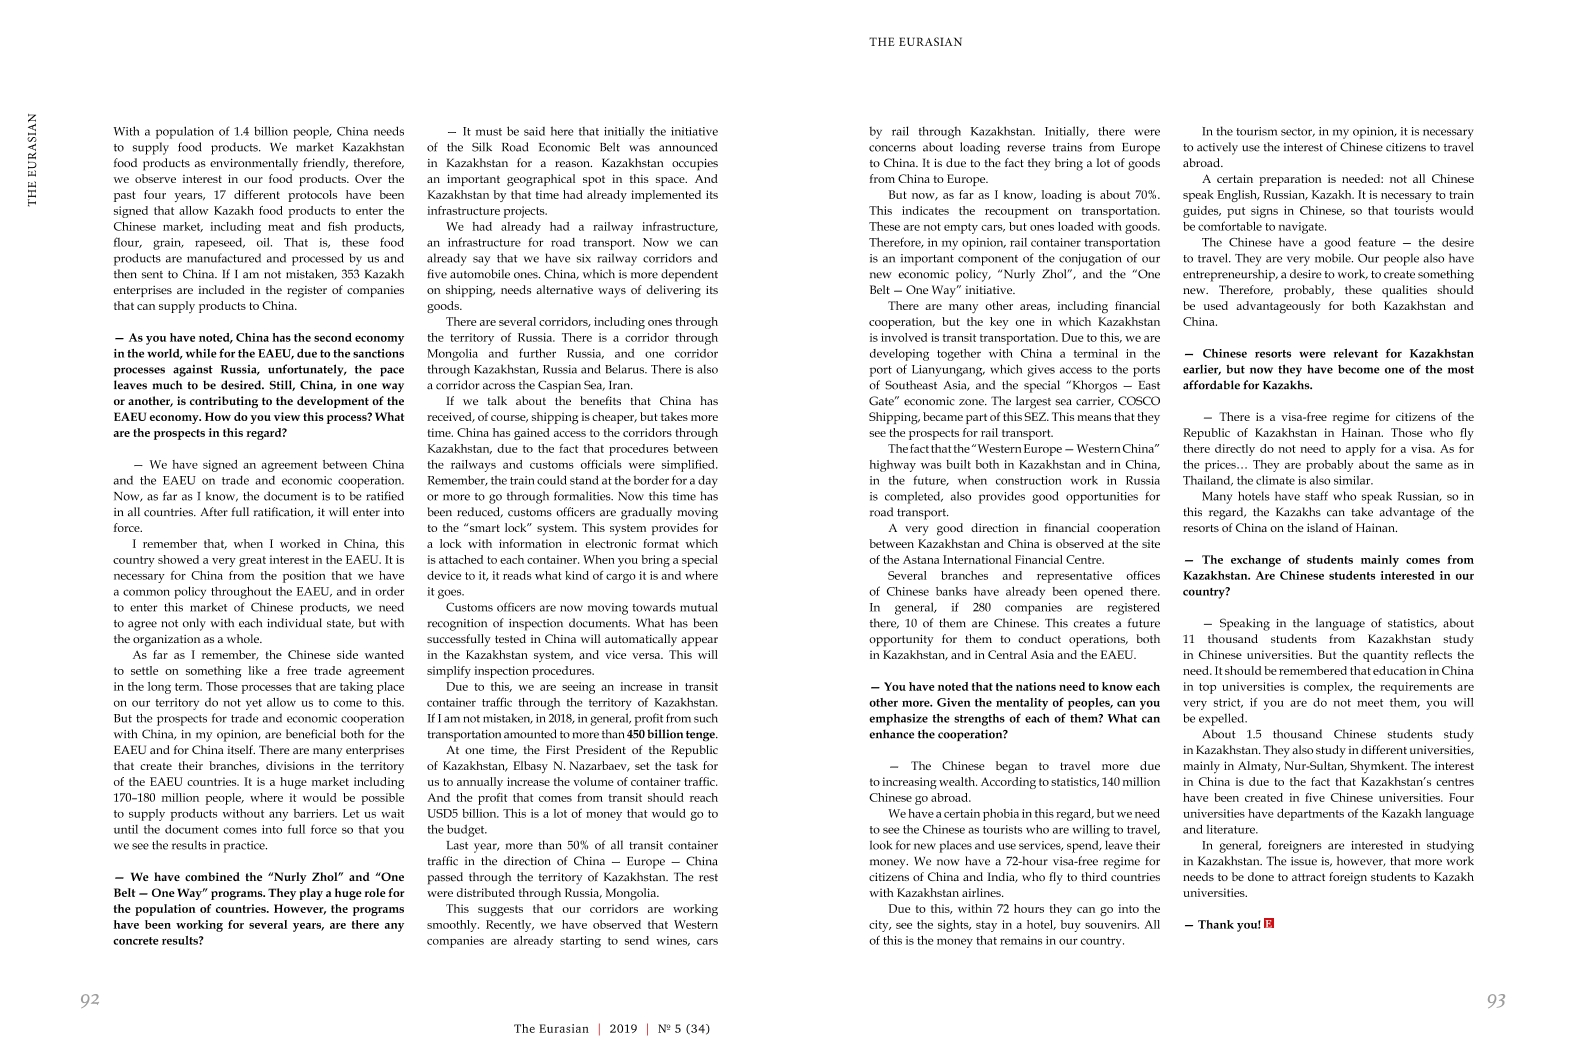 THE EURASIAN
With a population of 1.4 billion people, China needs
to supply food products. We market Kazakhstan
food products as environmentally friendly, therefore,
we observe interest in our food products. Over the
past four years, 17 different protocols have been
signed that allow Kazakh food products to enter the
Chinese market, including meat and fish products,
flour, grain, rapeseed, oil. That is, these food
products are manufactured and processed by us and
then sent to China. If I am not mistaken, 353 Kazakh
enterprises are included in the register of companies
that can supply products to China.
— As you have noted, China has the second economy
in the world, while for the EAEU, due to the sanctions
processes against Russia, unfortunately, the pace
leaves much to be desired. Still, China, in one way
or another, is contributing to the development of the
EAEU economy. How do you view this process? What
are the prospects in this regard?
— We have signed an agreement between China
and the EAEU on trade and economic cooperation.
Now, as far as I know, the document is to be ratified
in all countries. After full ratification, it will enter into
force.
I remember that, when I worked in China, this
country showed a very great interest in the EAEU. It is
necessary for China from the position that we have
a common policy throughout the EAEU, and in order
to enter this market of Chinese products, we need
to agree not only with each individual state, but with
the organization as a whole.
As far as I remember, the Chinese side wanted
to settle on something like a free trade agreement
in the long term. Those processes that are taking place
on our territory do not yet allow us to come to this.
But the prospects for trade and economic cooperation
with China, in my opinion, are beneficial both for the
EAEU and for China itself. There are many enterprises
that create their branches, divisions in the territory
of the EAEU countries. It is a huge market including
170–180 million people, where it would be possible
to supply products without any barriers. Let us wait
until the document comes into full force so that you
we see the results in practice.
— We have combined the “Nurly Zhol” and “One
Belt — One Way” programs. They play a huge role for
the population of countries. However, the programs
have been working for several years, are there any
concrete results?
— It must be said here that initially the initiative
of the Silk Road Economic Belt was announced
in Kazakhstan for a reason. Kazakhstan occupies
an important geographical spot in this space. And
Kazakhstan by that time had already implemented its
infrastructure projects.
We had already had a railway infrastructure,
an infrastructure for road transport. Now we can
already say that we have six railway corridors and
five automobile ones. China, which is more dependent
on shipping, needs alternative ways of delivering its
goods.
There are several corridors, including ones through
the territory of Russia. There is a corridor through
Mongolia and further Russia, and one corridor
through Kazakhstan, Russia and Belarus. There is also
a corridor across the Caspian Sea, Iran.
If we talk about the benefits that China has
received, of course, shipping is cheaper, but takes more
time. China has gained access to the corridors through
Kazakhstan, due to the fact that procedures between
the railways and customs officials were simplified.
Remember, the train could stand at the border for a day
or more to go through formalities. Now this time has
been reduced, customs officers are gradually moving
to the “smart lock” system. This system provides for
a lock with information in electronic format which
is attached to each container. When you bring a special
device to it, it reads what kind of cargo it is and where
it goes.
Customs officers are now moving towards mutual
recognition of inspection documents. What has been
successfully tested in China will automatically appear
in the Kazakhstan system, and vice versa. This will
simplify inspection procedures.
Due to this, we are seeing an increase in transit
container traffic through the territory of Kazakhstan.
If I am not mistaken, in 2018, in general, profit from such
transportation amounted to more than 450 billion tenge.
At one time, the First President of the Republic
of Kazakhstan, Elbasy N. Nazarbaev, set the task for
us to annually increase the volume of container traffic.
And the profit that comes from transit should reach
USD5 billion. This is a lot of money that would go to
the budget.
Last year, more than 50% of all transit container
traffic in the direction of China — Europe — China
passed through the territory of Kazakhstan. The rest
were distributed through Russia, Mongolia.
This suggests that our corridors are working
smoothly. Recently, we have observed that Western
companies are already starting to send wines, cars
92
The Eurasian | 2019 | № 5 (34)
THE EURASIAN
by rail through Kazakhstan. Initially, there were
concerns about loading reverse trains from Europe
to China. It is due to the fact they bring a lot of goods
from China to Europe.
But now, as far as I know, loading is about 70%.
This indicates the recoupment on transportation.
These are not empty cars, but ones loaded with goods.
Therefore, in my opinion, rail container transportation
is an important component of the conjugation of our
new economic policy, “Nurly Zhol”, and the “One
Belt — One Way” initiative.
There are many other areas, including financial
cooperation, but the key one in which Kazakhstan
is involved is transit transportation. Due to this, we are
developing together with China a terminal in the
port of Lianyungang, which gives access to the ports
of Southeast Asia, and the special “Khorgos — East
Gate” economic zone. The largest sea carrier, COSCO
Shipping, became part of this SEZ. This means that they
see the prospects for rail transport.
The fact that the “Western Europe — Western China”
highway was built both in Kazakhstan and in China,
in the future, when construction work in Russia
is completed, also provides good opportunities for
road transport.
A very good direction in financial cooperation
between Kazakhstan and China is observed at the site
of the Astana International Financial Centre.
Several branches and representative offices
of Chinese banks have already been opened there.
In general, if 280 companies are registered
there, 10 of them are Chinese. This creates a future
opportunity for them to conduct operations, both
in Kazakhstan, and in Central Asia and the EAEU.
— You have noted that the nations need to know each
other more. Given the mentality of peoples, can you
emphasize the strengths of each of them? What can
enhance the cooperation?
— The Chinese began to travel more due
to increasing wealth. According to statistics, 140 million
Chinese go abroad.
We have a certain phobia in this regard, but we need
to see the Chinese as tourists who are willing to travel,
look for new places and use services, spend, leave their
money. We now have a 72-hour visa-free regime for
citizens of China and India, who fly to third countries
with Kazakhstan airlines.
Due to this, within 72 hours they can go into the
city, see the sights, stay in a hotel, buy souvenirs. All
of this is the money that remains in our country.
In the tourism sector, in my opinion, it is necessary
to actively use the interest of Chinese citizens to travel
abroad.
A certain preparation is needed: not all Chinese
speak English, Russian, Kazakh. It is necessary to train
guides, put signs in Chinese, so that tourists would
be comfortable to navigate.
The Chinese have a good feature — the desire
to travel. They are very mobile. Our people also have
entrepreneurship, a desire to work, to create something
new. Therefore, probably, these qualities should
be used advantageously for both Kazakhstan and
China.
— Chinese resorts were relevant for Kazakhstan
earlier, but now they have become one of the most
affordable for Kazakhs.
— There is a visa-free regime for citizens of the
Republic of Kazakhstan in Hainan. Those who fly
there directly do not need to apply for a visa. As for
the prices… They are probably about the same as in
Thailand, the climate is also similar.
Many hotels have staff who speak Russian, so in
this regard, the Kazakhs can take advantage of the
resorts of China on the island of Hainan.
— The exchange of students mainly comes from
Kazakhstan. Are Chinese students interested in our
country?
— Speaking in the language of statistics, about
11 thousand students from Kazakhstan study
in Chinese universities. But the quantity reflects the
need. It should be remembered that education in China
in top universities is complex, the requirements are
very strict, if you are do not meet them, you will
be expelled.
About 1.5 thousand Chinese students study
in Kazakhstan. They also study in different universities,
mainly in Almaty, Nur-Sultan, Shymkent. The interest
in China is due to the fact that Kazakhstan’s centres
have been created in five Chinese universities. Four
universities have departments of the Kazakh language
and literature.
In general, foreigners are interested in studying
in Kazakhstan. The issue is, however, that more work
needs to be done to attract foreign students to Kazakh
universities.
— Thank you! E
93